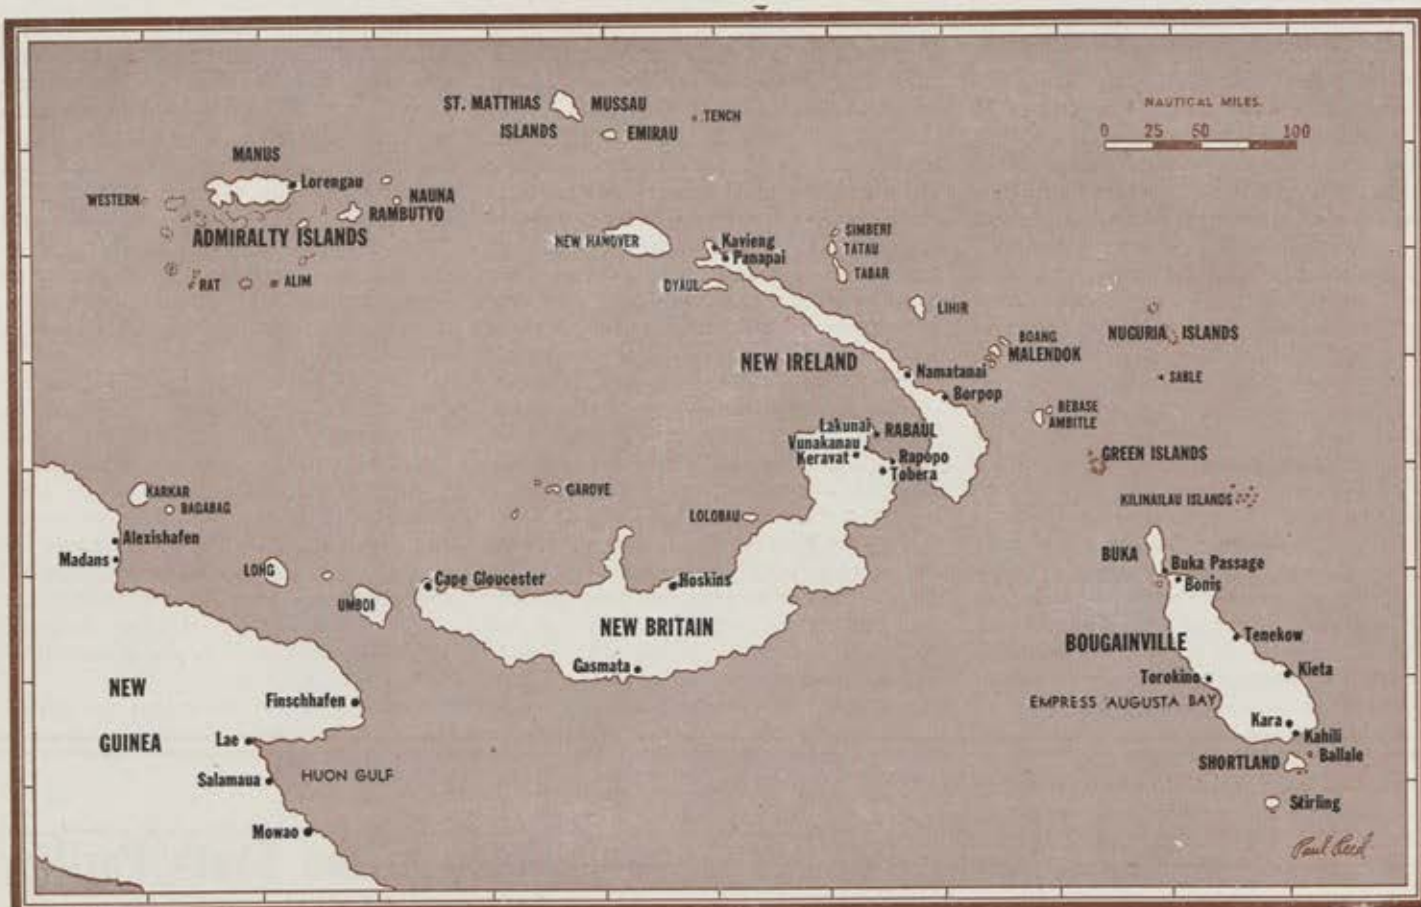 ST. MATTHIAS
ISLANDS
MUSSAU
EMIRAU
TENCH
NAUTICAL MILES.
0 25 50 100
MANUS
Lorengau
WESTERN
NAUNA
RAMBUTYO
ADMIRALTY ISLANDS
RAT
ALIM
NEW HANOVER
Kavieng
Panapai
DYAUL
SIMBERI
TATAU
TABAR
LIHIR
NEW IRELAND
BOANG
MALENDOK
NUGURIA ISLANDS
SABLE
Namatanai
Borpop
BEBASE
AMBITLE
Lakunai
RABAUL
Vunakanau
Keravat
Rapopo
Tobera
GREEN ISLANDS
KILINAILAU ISLANDS
KARKAR
BAGABAG
GAROVE
LOLOBAU
Alexishafen
Madans
LONG
UMBOI
Cape Gloucester
Hoskins
NEW BRITAIN
Gasmata
BUKA
Buka Passage
Bonis
BOUGAINVILLE
Tenekow
Torokino
Kieta
EMPRESS AUGUSTA BAY
Kara
Kahili
Ballale
SHORTLAND
Stirling
NEW
GUINEA
Finschhafen
Lae
Salamaua
HUON GULF
Mowao
Paul Reed